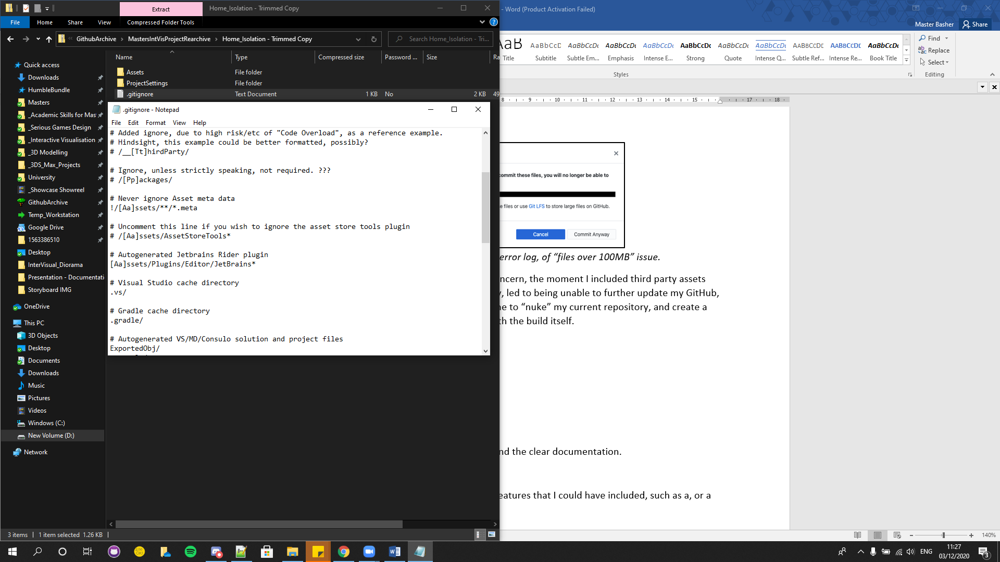 Extract
Home_Isolation - Trimmed Copy
File
Home
Share
View
Compressed Folder Tools
GithubArchive
MastersIntVisProjectRearchive
Home_Isolation - Trimmed Copy
Search Home_Isolation - Tri...
Name
Type
Compressed size
Password ...
Size
Ra
Assets
File folder
ProjectSettings
File folder
.gitignore
Text Document
1 KB
No
2 KB
49
Quick access
Downloads
HumbleBundle
Masters
_Academic Skills for Mas
_Serious Games Design
_Interactive Visualisation
_3D Modelling
_3DS_Max_Projects
University
_Showcase Showreel
GithubArchive
Temp_Workstation
Google Drive
1563386510
Desktop
InterVisual_Diorama
Presentation - Documentati
Storyboard IMG
OneDrive
This PC
3D Objects
Desktop
Documents
Downloads
Music
Pictures
Videos
Windows (C:)
New Volume (D:)
Network
.gitignore - Notepad
File
Edit
Format
View
Help
# Added ignore, due to high risk/etc of "Code Overload", as a reference example.
# Hindsight, this example could be better formatted, possibly?
# /__[Tt]hirdParty/
# Ignore, unless strictly speaking, not required. ???
# /[Pp]ackages/
# Never ignore Asset meta data
!/[Aa]ssets/**/*.meta
# Uncomment this line if you wish to ignore the asset store tools plugin
# /[Aa]ssets/AssetStoreTools*
# Autogenerated Jetbrains Rider plugin
[Aa]ssets/Plugins/Editor/JetBrains*
# Visual Studio cache directory
.vs/
# Gradle cache directory
.gradle/
# Autogenerated VS/MD/Consulo solution and project files
ExportedObj/
3 items
1 item selected 1.26 KB
- Word (Product Activation Failed)
Master Basher
Share
AaB
AaBbCcD
AaBbCcDc
AaBbCcDc
AaBbCcDc
AaBbCcDc
AaBbCcDc
AaBbCcDc
AABBCCDE
AABBCCDE
AaBbCcDc
Title
Subtitle
Subtle Em...
Emphasis
Intense E...
Strong
Quote
Intense Q...
Subtle Ref...
Intense Re...
Book Title
Styles
Find
Replace
Select
Editing
8 9 10 11 12 13 14 15 16 17 18
commit these files, you will no longer be able to
e files or use Git LFS to store large files on GitHub.
Cancel
Commit Anyway
error log, of “files over 100MB” issue.
ncern, the moment I included third party assets
y, led to being unable to further update my GitHub,
ne to “nuke” my current repository, and create a
th the build itself.
nd the clear documentation.
eatures that I could have included, such as a, or a
140%
ENG
11:27
03/12/2020
3